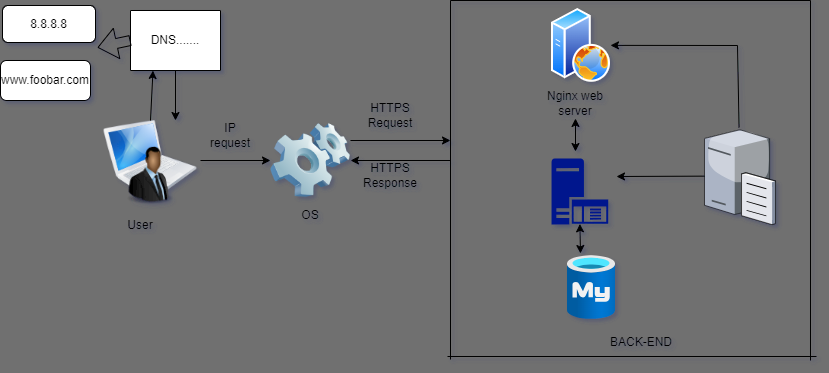 8.8.8.8
DNS.......
www.foobar.com
User
IP
request
OS
HTTPS
Request
HTTPS
Response
Nginx web
server
My
BACK-END